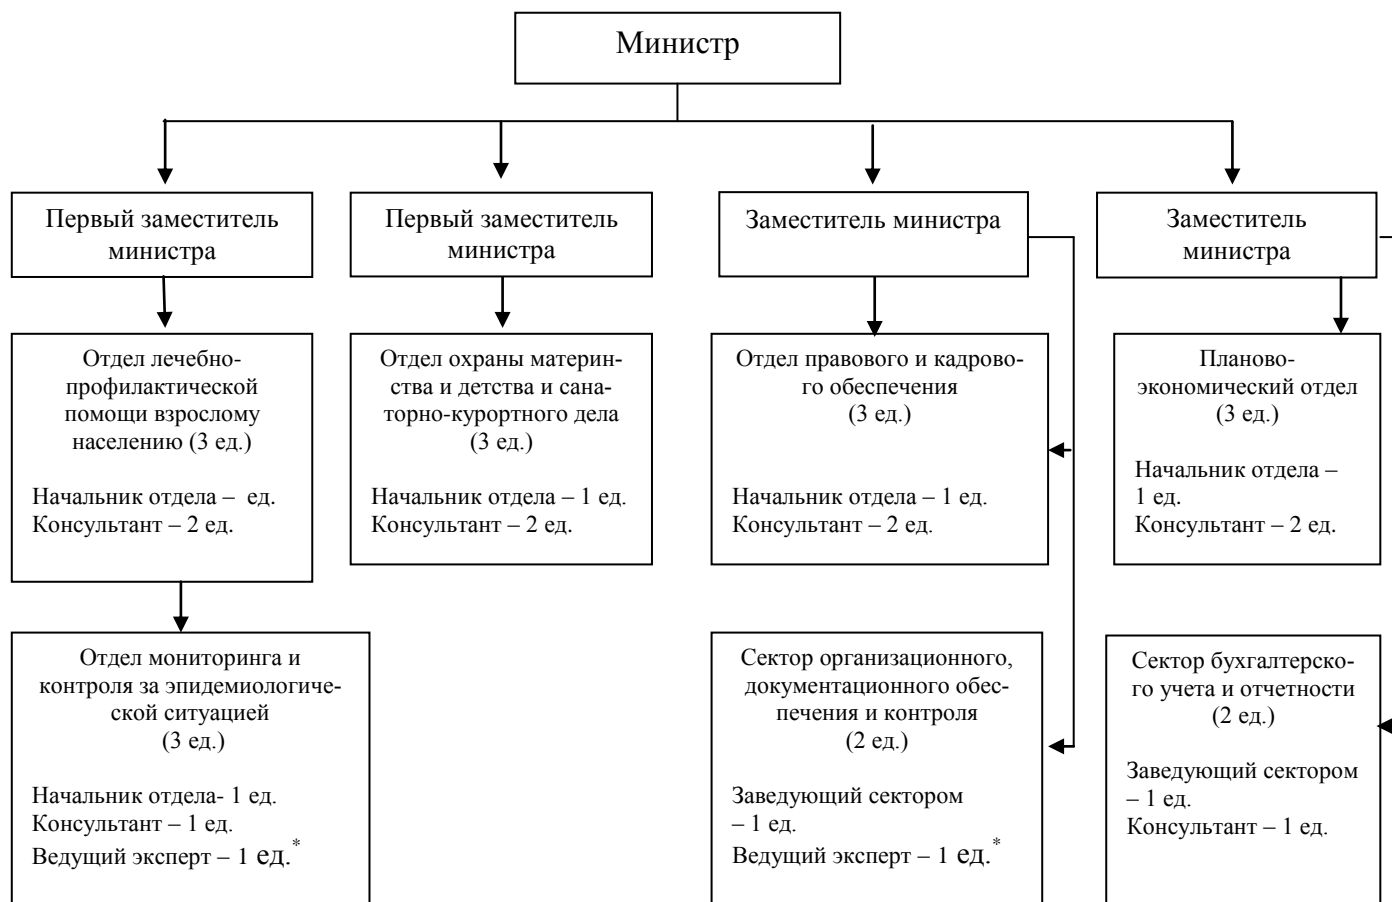 Министр
Первый заместитель
министра
Первый заместитель
министра
Заместитель министра
Заместитель
министра
Отдел лечебно-
профилактической
помощи взрослому
населению (3 ед.)
Начальник отдела –  ед.
Консультант – 2 ед.
Отдел охраны материн-
ства и детства и сана-
торно-курортного дела
(3 ед.)
Начальник отдела – 1 ед.
Консультант – 2 ед.
Отдел правового и кадрово-
го обеспечения
(3 ед.)
Начальник отдела – 1 ед.
Консультант – 2 ед.
Планово-
экономический отдел
(3 ед.)
Начальник отдела –
1 ед.
Консультант – 2 ед.
Отдел мониторинга и
контроля за эпидемиологиче-
ской ситуацией
(3 ед.)
Начальник отдела- 1 ед.
Консультант – 1 ед.
Ведущий эксперт – 1 ед.*
Сектор организационного,
документационного обес-
печения и контроля
(2 ед.)
Заведующий сектором
– 1 ед.
Ведущий эксперт – 1 ед.*
Сектор бухгалтерско-
го учета и отчетности
(2 ед.)
Заведующий сектором
– 1 ед.
Консультант – 1 ед.